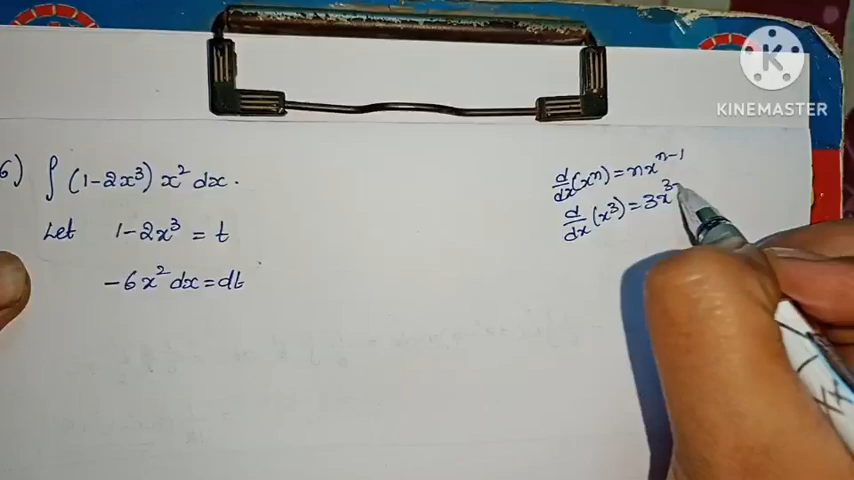 KINEMASTER
6) ∫ (1-2x³) x² dx.
Let 1-2x³ = t
-6x² dx = dt
d/dx (xⁿ) = nxⁿ⁻¹
d/dx (x³) = 3x³⁻